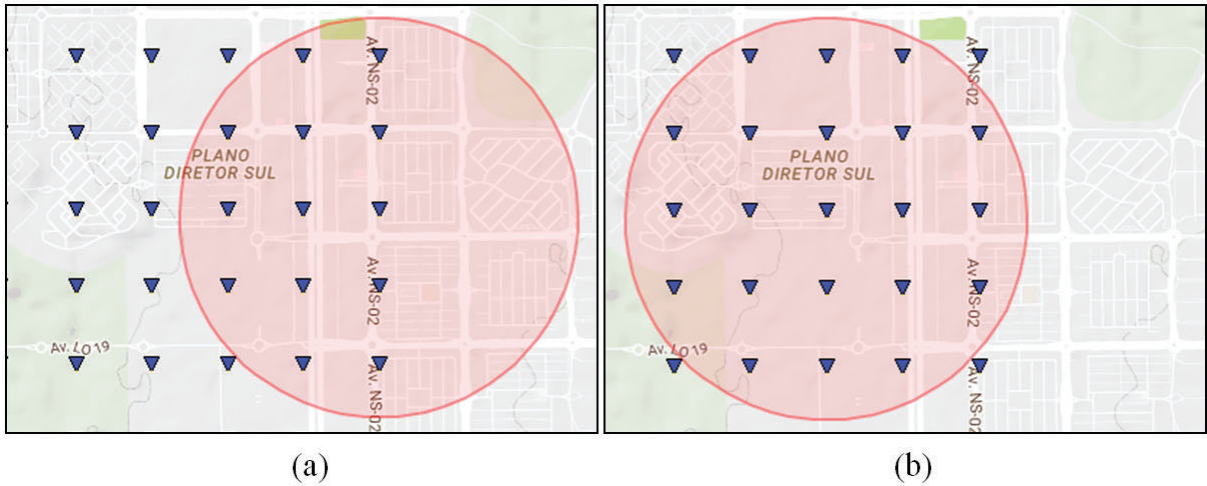 Av. NS-02
PLANO
DIRETOR SUL
Av. NS-02
Av. LO 19
Av. NS-02
(a)
Av. NS-02
PLANO
DIRETOR SUL
Av. NS-02
Av. LO 19
Av. NS-02
(b)